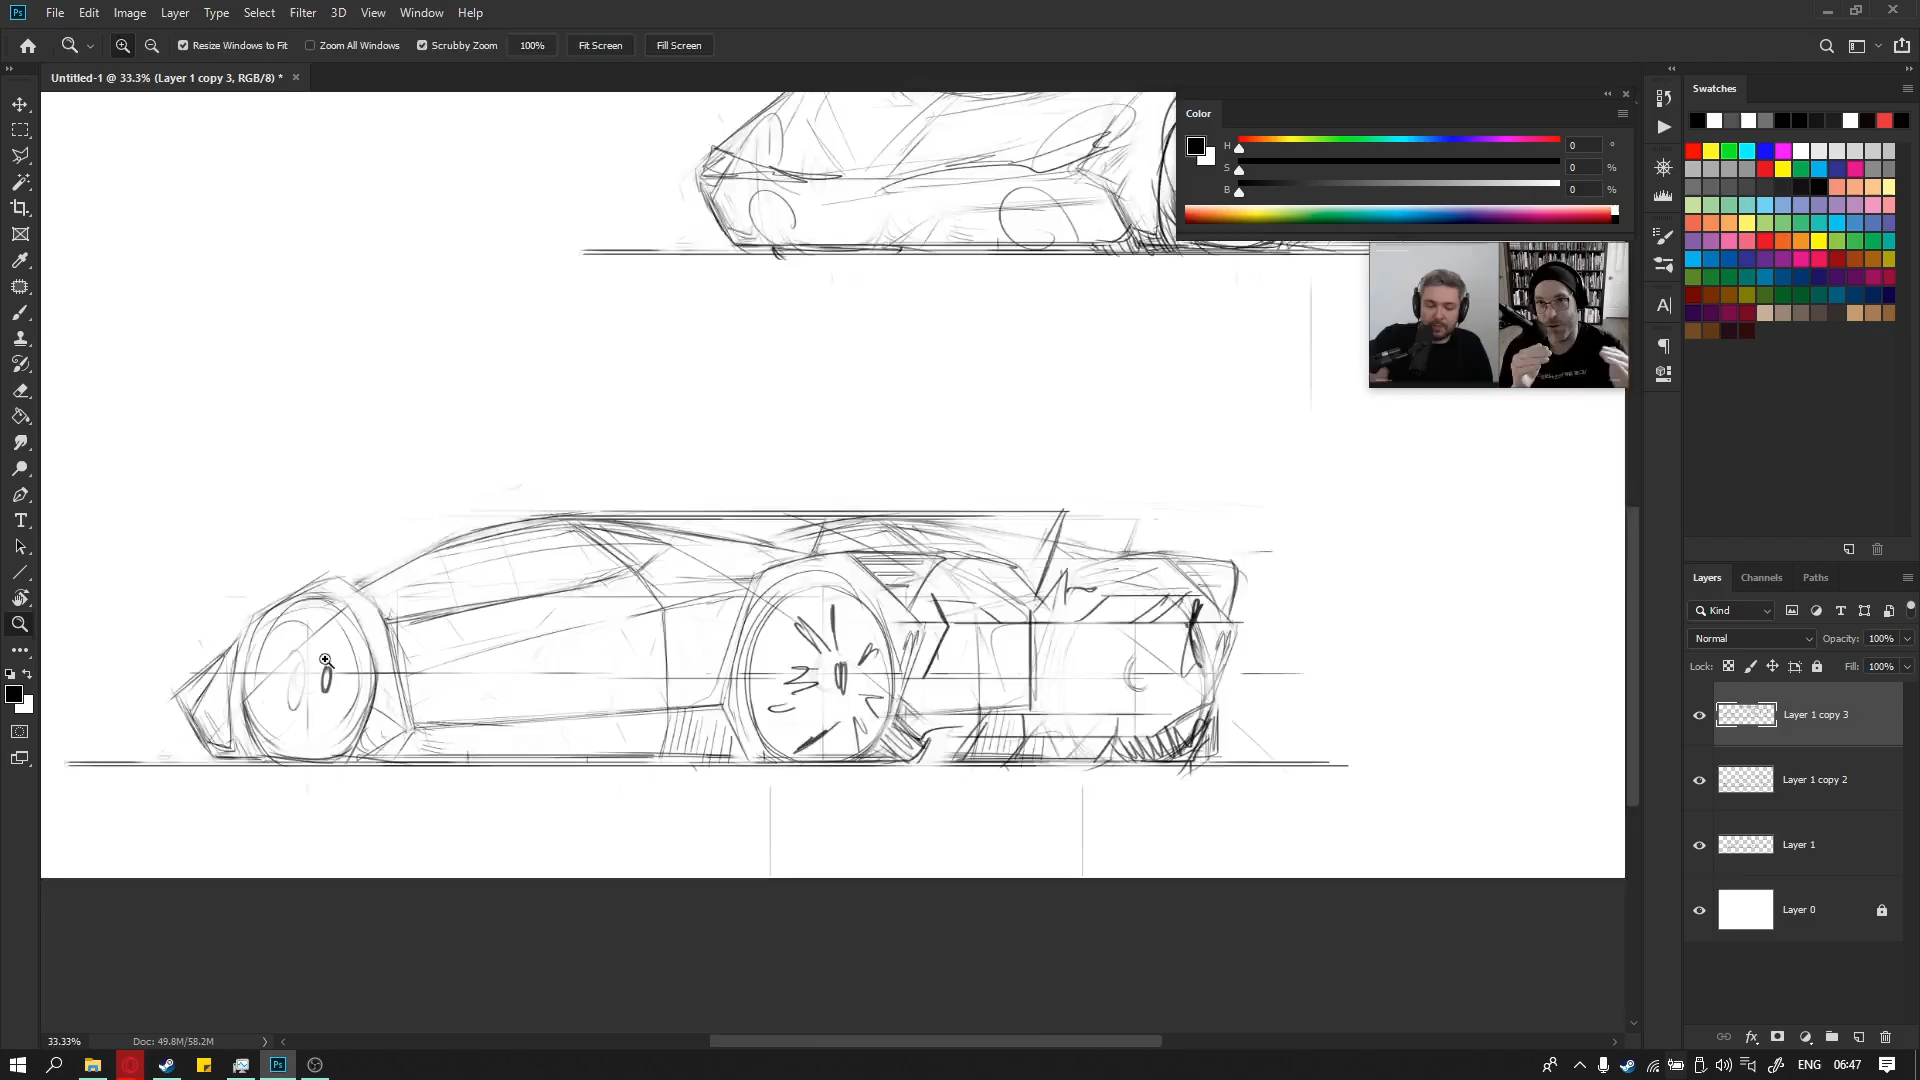 Ps File Edit Image Layer Type Select Filter 3D View Window Help
Resize Windows to Fit Zoom All Windows Scrubby Zoom 100% Fit Screen Fill Screen
Untitled-1 @ 33.3% (Layer 1 copy 3, RGB/8) *
Swatches
Color
H 0 °
S 0 %
B 0 %
Layers Channels Paths
Kind
Normal Opacity: 100%
Lock: Fill: 100%
Layer 1 copy 3
Layer 1 copy 2
Layer 1
Layer 0
33.33% Doc: 49.8M/58.2M
Ps ENG 06:47